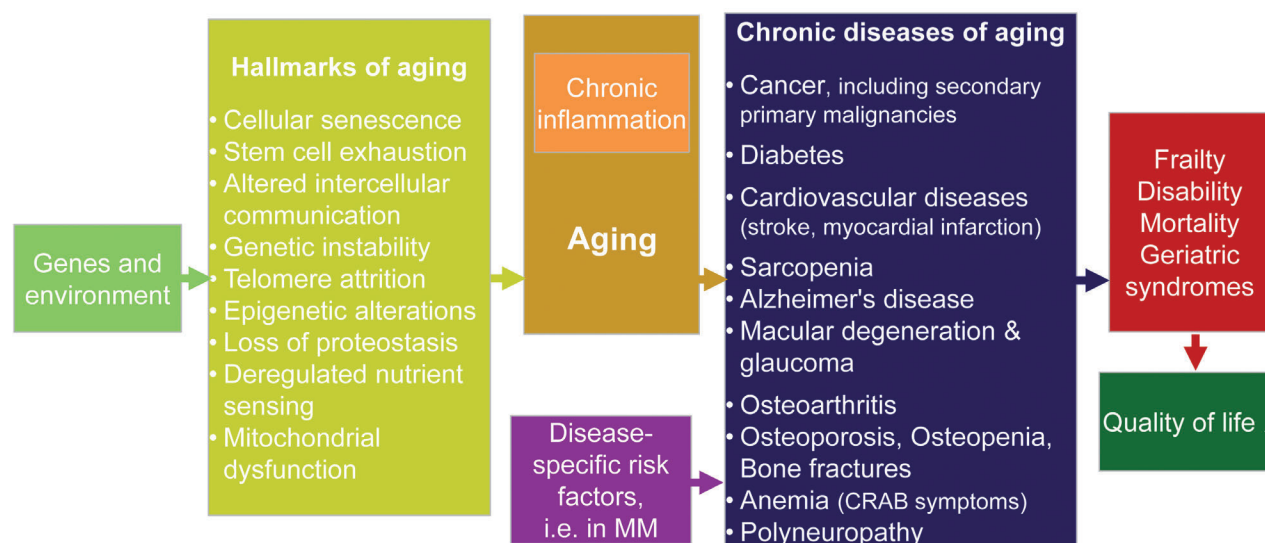 Genes and
environment
Hallmarks of aging
• Cellular senescence
• Stem cell exhaustion
• Altered intercellular
communication
• Genetic instability
• Telomere attrition
• Epigenetic alterations
• Loss of proteostasis
• Deregulated nutrient
sensing
• Mitochondrial
dysfunction
Chronic
inflammation
Aging
Disease-
specific risk
factors,
i.e. in MM
Chronic diseases of aging
• Cancer, including secondary
primary malignancies
• Diabetes
• Cardiovascular diseases
(stroke, myocardial infarction)
• Sarcopenia
• Alzheimer's disease
• Macular degeneration &
glaucoma
• Osteoarthritis
• Osteoporosis, Osteopenia,
Bone fractures
• Anemia (CRAB symptoms)
• Polyneuropathy
Frailty
Disability
Mortality
Geriatric
syndromes
Quality of life